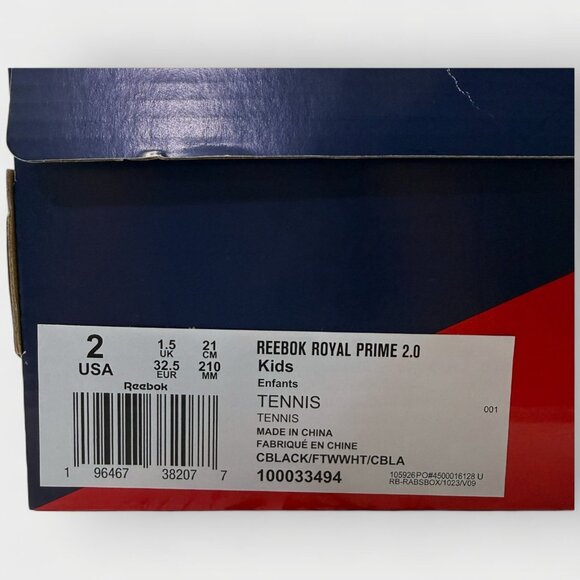 2
USA
1.5
UK
32.5
EUR
21
CM
210
MM
Reebok
1 96467 38207 7
REEBOK ROYAL PRIME 2.0
Kids
Enfants
TENNIS
TENNIS
MADE IN CHINA
FABRIQUÉ EN CHINE
CBLACK/FTWWHT/CBLA
100033494
001
105926PO#4500016128 U
RB-RABSBOX/1023/V09